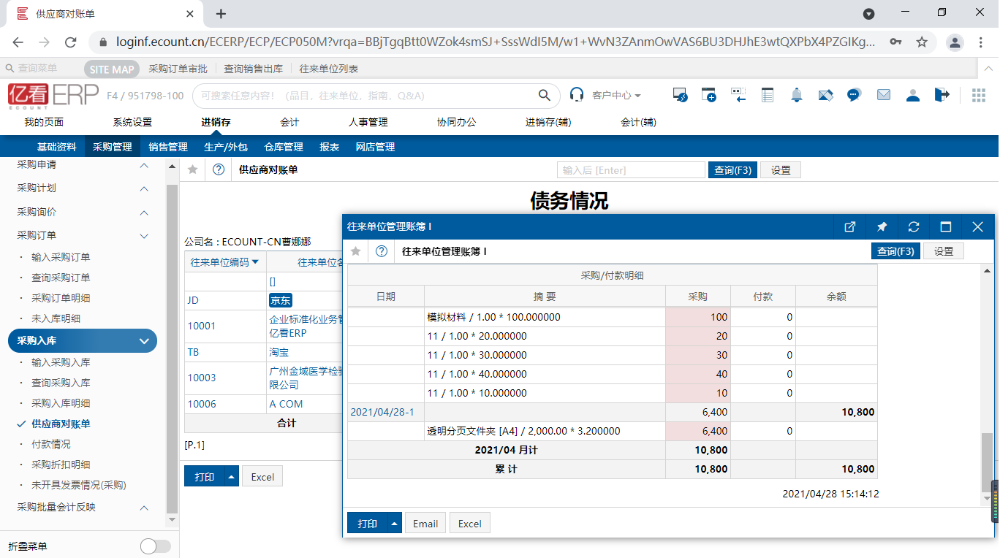 供应商对账单
loginf.ecount.cn/ECERP/ECP/ECP050M?vrqa=BBjTgqBtt0WZok4smSJ+SssWdI5M/w1+WvN3ZAnmOwVAS6BU3DHJhE3wtQXPbX4PZGIKg...
查询菜单 SITE MAP 采购订单审批 查询销售出库 往来单位列表
亿看 ERP ECOUNT F4 / 951798-100 可搜索任意内容! (品目,往来单位,指南,Q&A) 客户中心
我的页面 系统设置 进销存 会计 人事管理 协同办公 进销存(辅) 会计(辅)
基础资料 采购管理 销售管理 生产/外包 仓库管理 报表 网店管理
采购申请
采购计划
采购询价
采购订单
· 输入采购订单
· 查询采购订单
· 采购订单明细
· 未入库明细
采购入库
· 输入采购入库
· 查询采购入库
· 采购入库明细
供应商对账单
· 付款情况
· 采购折扣明细
· 未开具发票情况(采购)
采购批量会计反映
折叠菜单
供应商对账单 输入后 [Enter] 查询(F3) 设置
债务情况
公司名 : ECOUNT-CN曹娜娜
往来单位编码 往来单位名
[]
JD 京东
10001 企业标准化业务管
亿看ERP
TB 淘宝
10003 广州金域医学检验
限公司
10006 A COM
合计
[P.1]
打印 Excel
往来单位管理账簿 I
往来单位管理账簿 I 查询(F3) 设置
采购/付款明细
日期 摘 要 采购 付款 余额
模拟材料 / 1.00 * 100.000000 100 0
11 / 1.00 * 20.000000 20 0
11 / 1.00 * 30.000000 30 0
11 / 1.00 * 40.000000 40 0
11 / 1.00 * 10.000000 10 0
2021/04/28-1 6,400 10,800
透明分页文件夹 [A4] / 2,000.00 * 3.200000 6,400 0
2021/04 月计 10,800
累 计 10,800 10,800
2021/04/28 15:14:12
打印 Email Excel